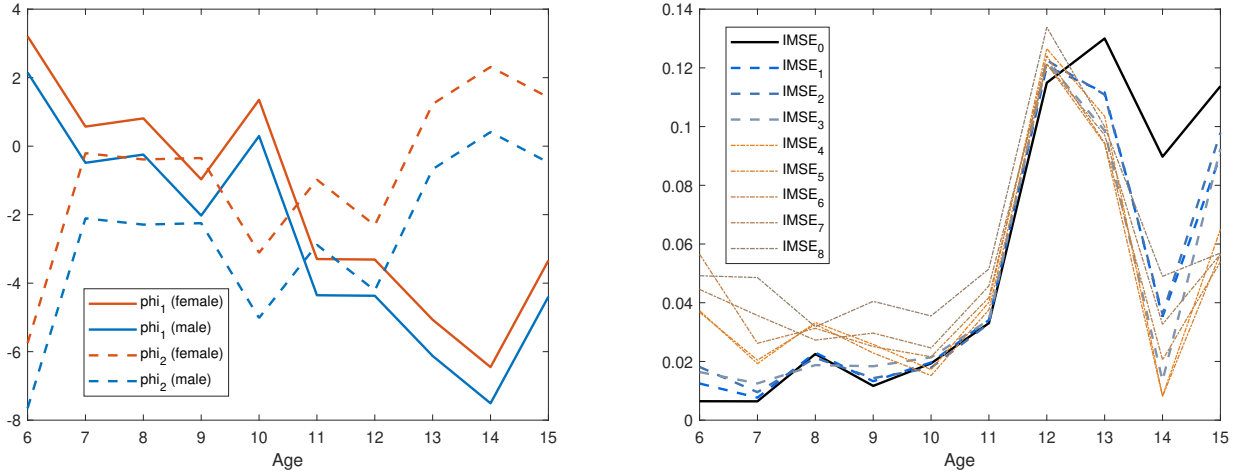 4
2
0
-2
-4
-6
-8
6 7 8 9 10 11 12 13 14 15
Age
phi1 (female)
phi1 (male)
phi2 (female)
phi2 (male)
0.14
0.12
0.1
0.08
0.06
0.04
0.02
0
6 7 8 9 10 11 12 13 14 15
Age
IMSE0
IMSE1
IMSE2
IMSE3
IMSE4
IMSE5
IMSE6
IMSE7
IMSE8